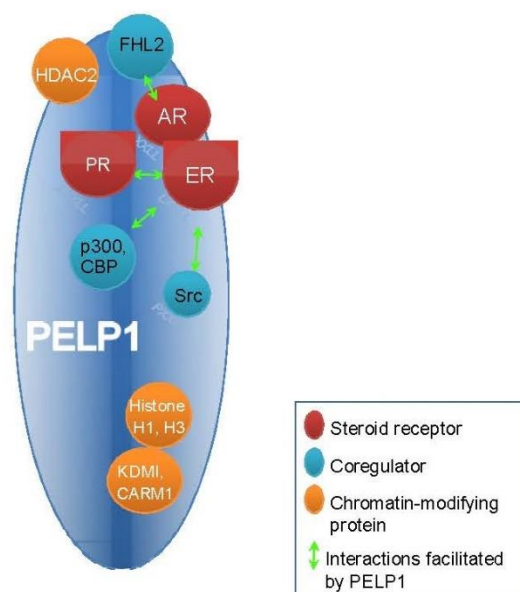 FHL2
HDAC2
AR
PR
ER
p300,
CBP
Src
PELP1
Histone
H1, H3
KDMI,
CARM1
Steroid receptor
Coregulator
Chromatin-modifying
protein
Interactions facilitated
by PELP1